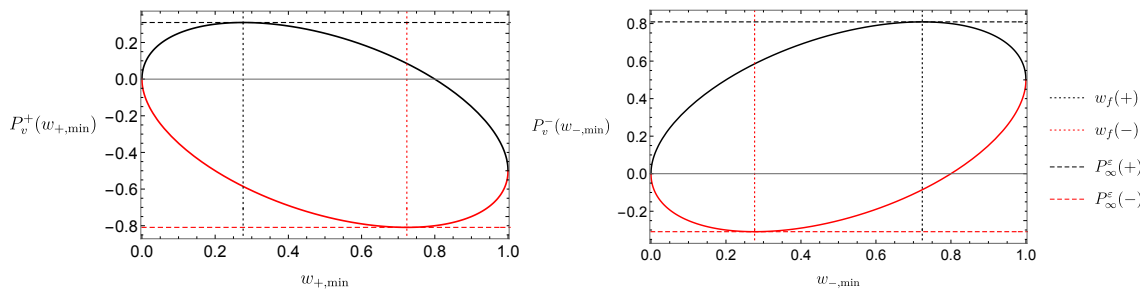 0.2
0.0
-0.2
-0.4
-0.6
-0.8
0.0 0.2 0.4 0.6 0.8 1.0
P_v^+(w_{+,min})
w_{+,min}
0.8
0.6
0.4
0.2
0.0
-0.2
0.0 0.2 0.4 0.6 0.8 1.0
P_v^-(w_{-,min})
w_{-,min}
w_f(+)
w_f(-)
P_∞^ε(+)
P_∞^ε(-)